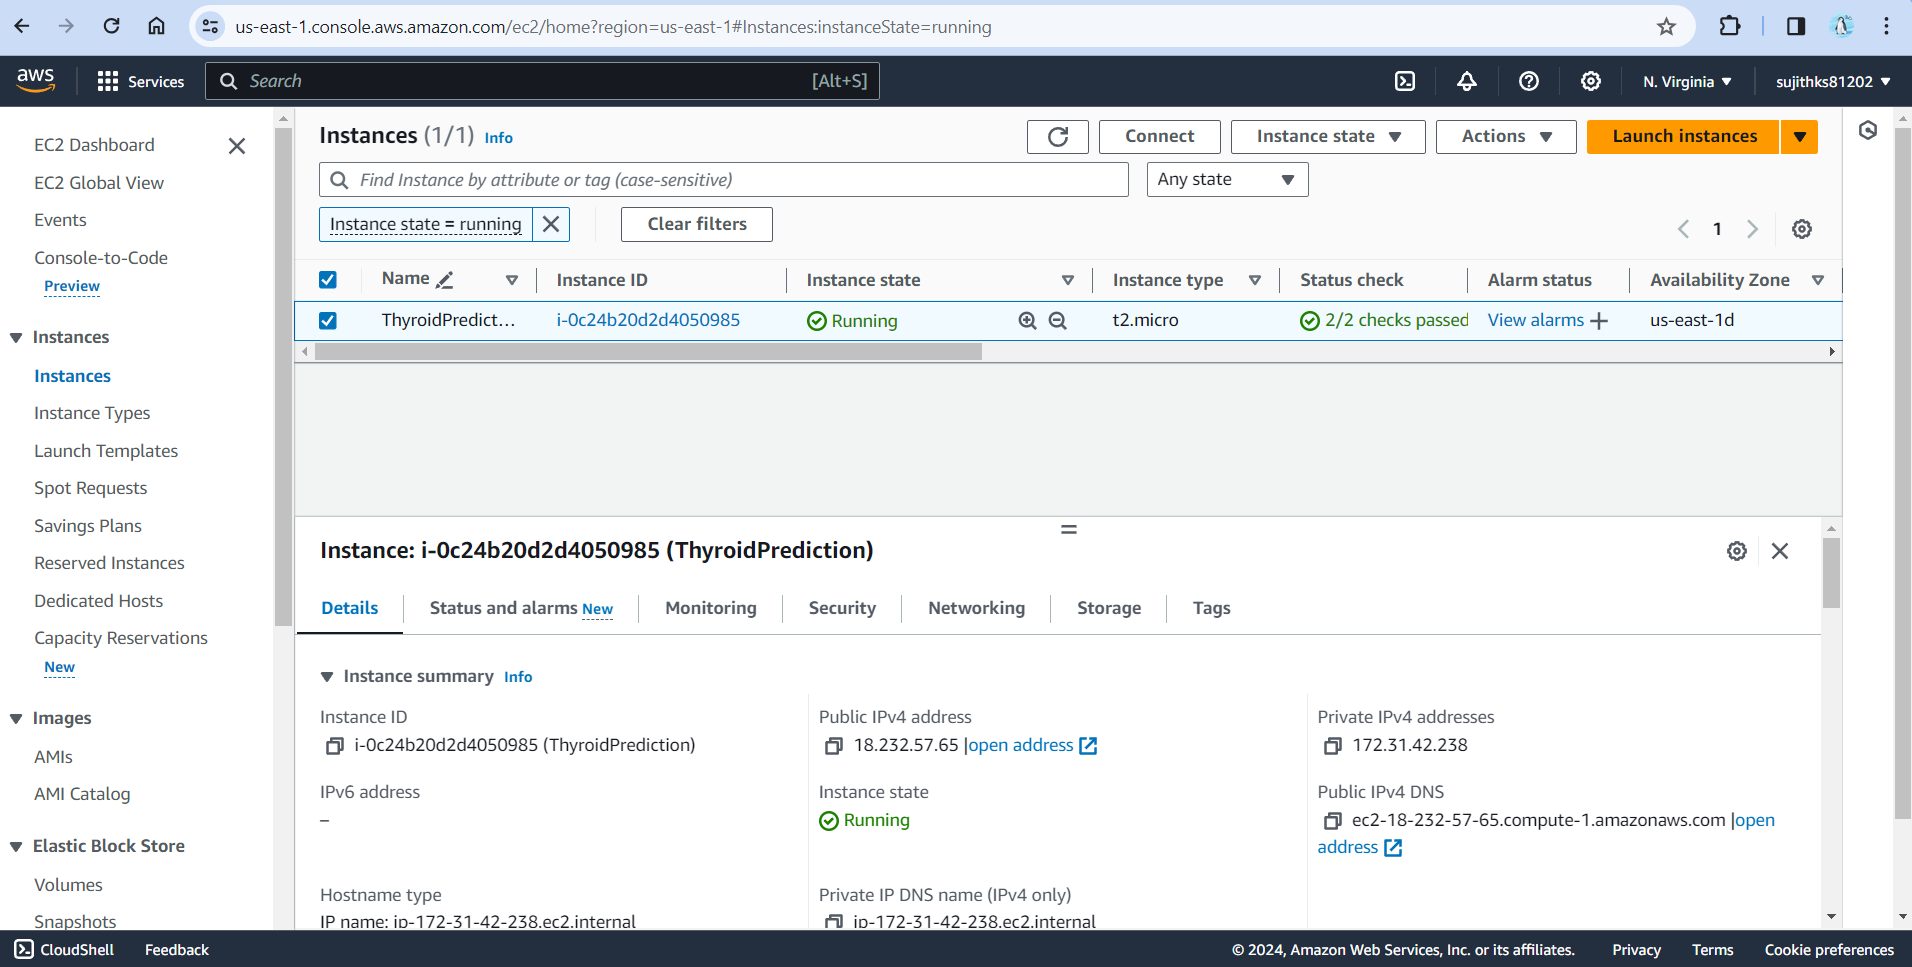 us-east-1.console.aws.amazon.com/ec2/home?region=us-east-1#Instances:instanceState=running
aws
Services
Search
[Alt+S]
N. Virginia
sujithks81202
EC2 Dashboard
EC2 Global View
Events
Console-to-Code
Preview
Instances
Instances
Instance Types
Launch Templates
Spot Requests
Savings Plans
Reserved Instances
Dedicated Hosts
Capacity Reservations
New
Images
AMIs
AMI Catalog
Elastic Block Store
Volumes
Snapshots
Instances (1/1) Info
Connect
Instance state
Actions
Launch instances
Find Instance by attribute or tag (case-sensitive)
Any state
Instance state = running
Clear filters
1
Name
Instance ID
Instance state
Instance type
Status check
Alarm status
Availability Zone
ThyroidPredict...
i-0c24b20d2d4050985
Running
t2.micro
2/2 checks passed
View alarms
us-east-1d
Instance: i-0c24b20d2d4050985 (ThyroidPrediction)
Details
Status and alarms New
Monitoring
Security
Networking
Storage
Tags
Instance summary Info
Instance ID
i-0c24b20d2d4050985 (ThyroidPrediction)
Public IPv4 address
18.232.57.65 |open address
Private IPv4 addresses
172.31.42.238
IPv6 address
–
Instance state
Running
Public IPv4 DNS
ec2-18-232-57-65.compute-1.amazonaws.com |open
address
Hostname type
IP name: ip-172-31-42-238.ec2.internal
Private IP DNS name (IPv4 only)
ip-172-31-42-238.ec2.internal
CloudShell
Feedback
© 2024, Amazon Web Services, Inc. or its affiliates.
Privacy
Terms
Cookie preferences